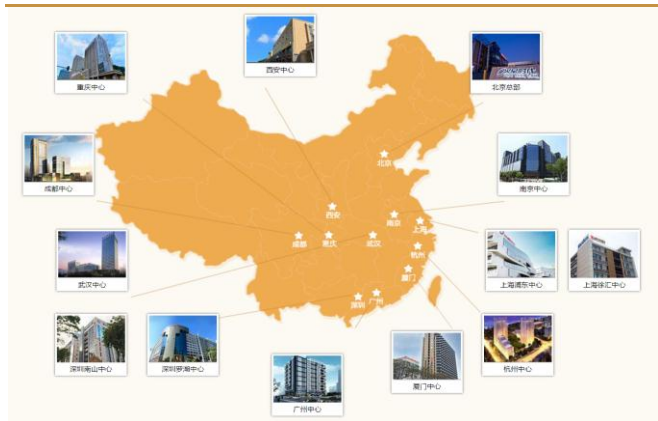 重庆中心
西安中心
北京总部
成都中心
南京中心
武汉中心
上海浦东中心
上海徐汇中心
深圳南山中心
深圳罗湖中心
广州中心
厦门中心
杭州中心
北京
西安
南京
上海
成都
重庆
武汉
杭州
厦门
深圳
广州